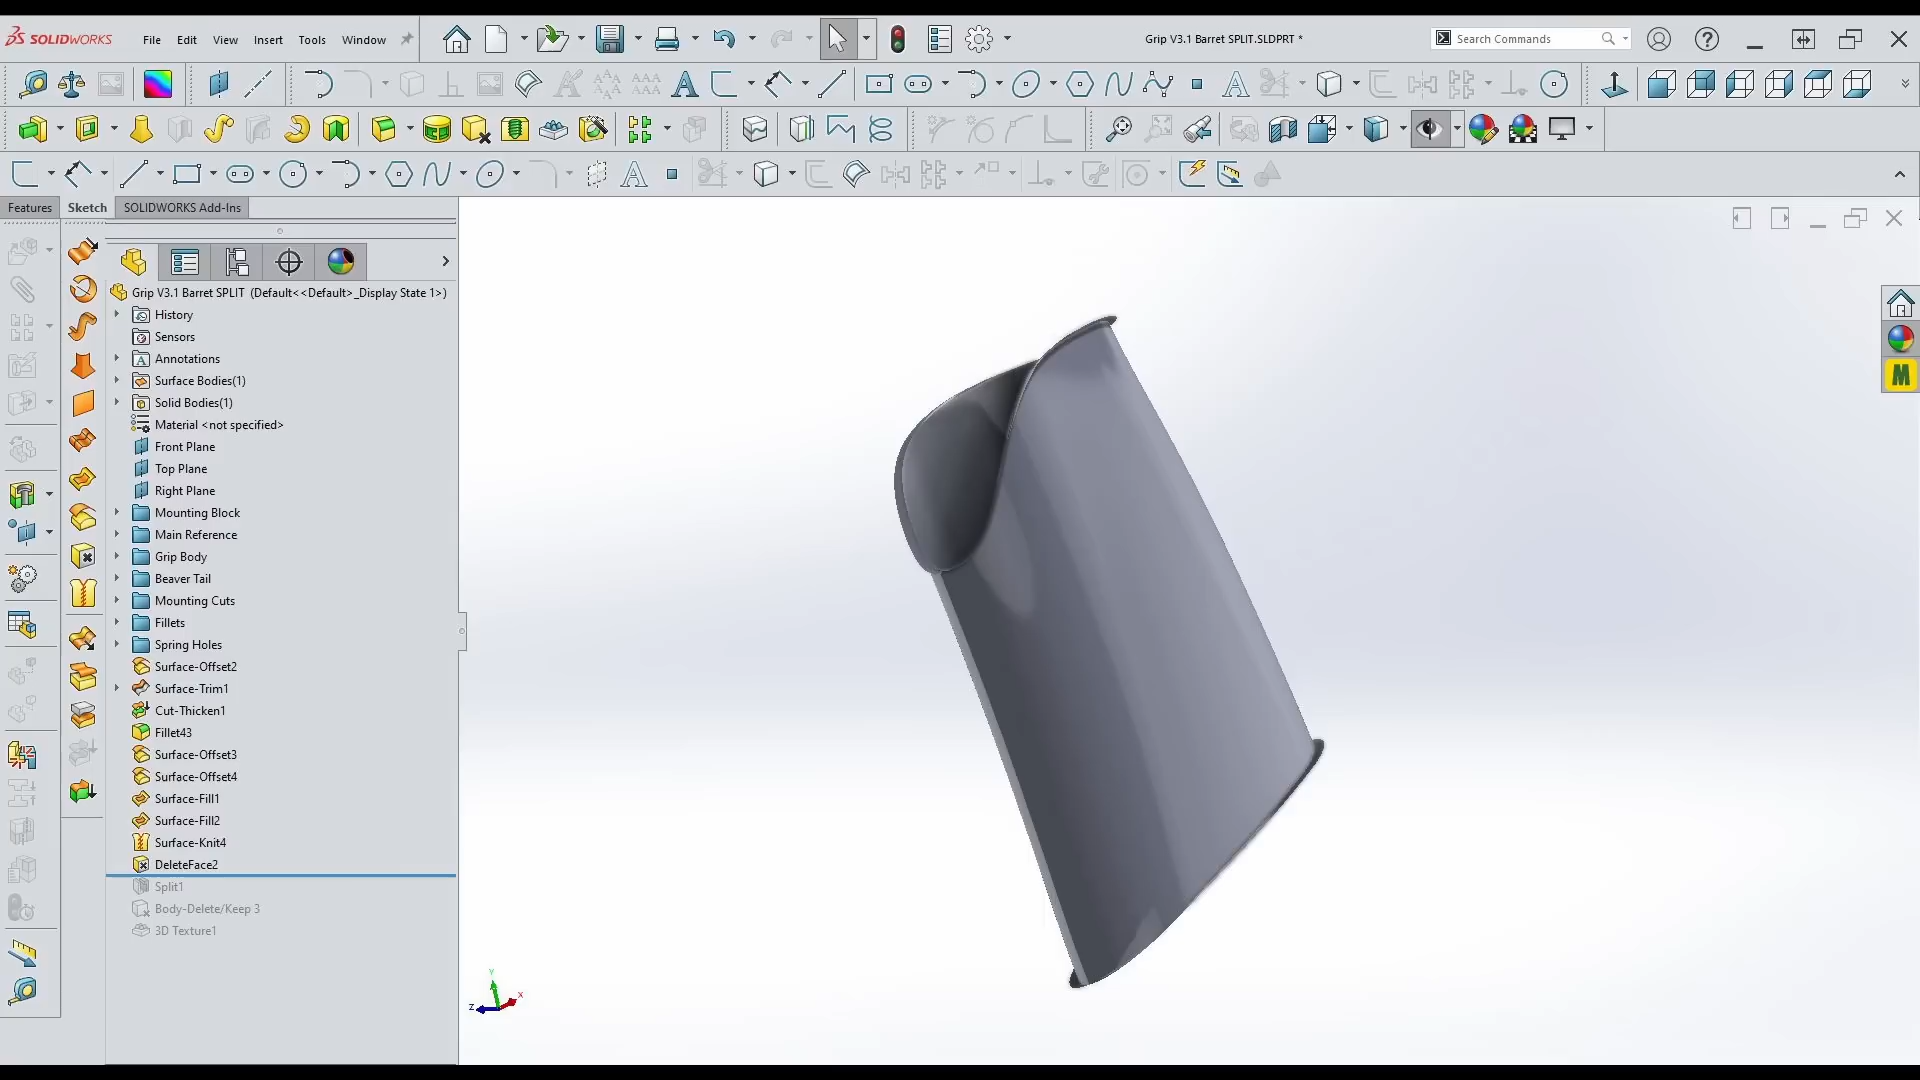 SOLIDWORKS File Edit View Insert Tools Window Grip V3.1 Barret SPLIT.SLDPRT * Search Commands
Features Sketch SOLIDWORKS Add-Ins
Grip V3.1 Barret SPLIT (Default<<Default>_Display State 1>)
History
Sensors
Annotations
Surface Bodies(1)
Solid Bodies(1)
Material <not specified>
Front Plane
Top Plane
Right Plane
Mounting Block
Main Reference
Grip Body
Beaver Tail
Mounting Cuts
Fillets
Spring Holes
Surface-Offset2
Surface-Trim1
Cut-Thicken1
Fillet43
Surface-Offset3
Surface-Offset4
Surface-Fill1
Surface-Fill2
Surface-Knit4
DeleteFace2
Split1
Body-Delete/Keep 3
3D Texture1
Y
X
Z
M